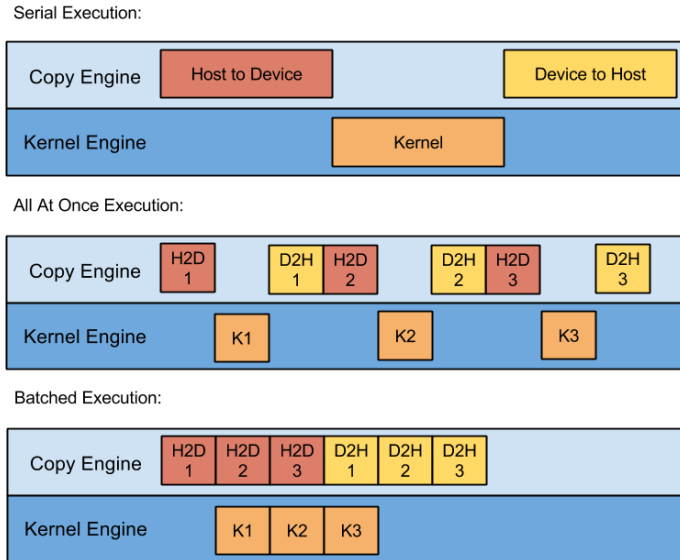 Serial Execution:
Copy Engine
Host to Device
Device to Host
Kernel Engine
Kernel
All At Once Execution:
Copy Engine
H2D
1
D2H
1
H2D
2
D2H
2
H2D
3
D2H
3
Kernel Engine
K1
K2
K3
Batched Execution:
Copy Engine
H2D
1
H2D
2
H2D
3
D2H
1
D2H
2
D2H
3
Kernel Engine
K1
K2
K3